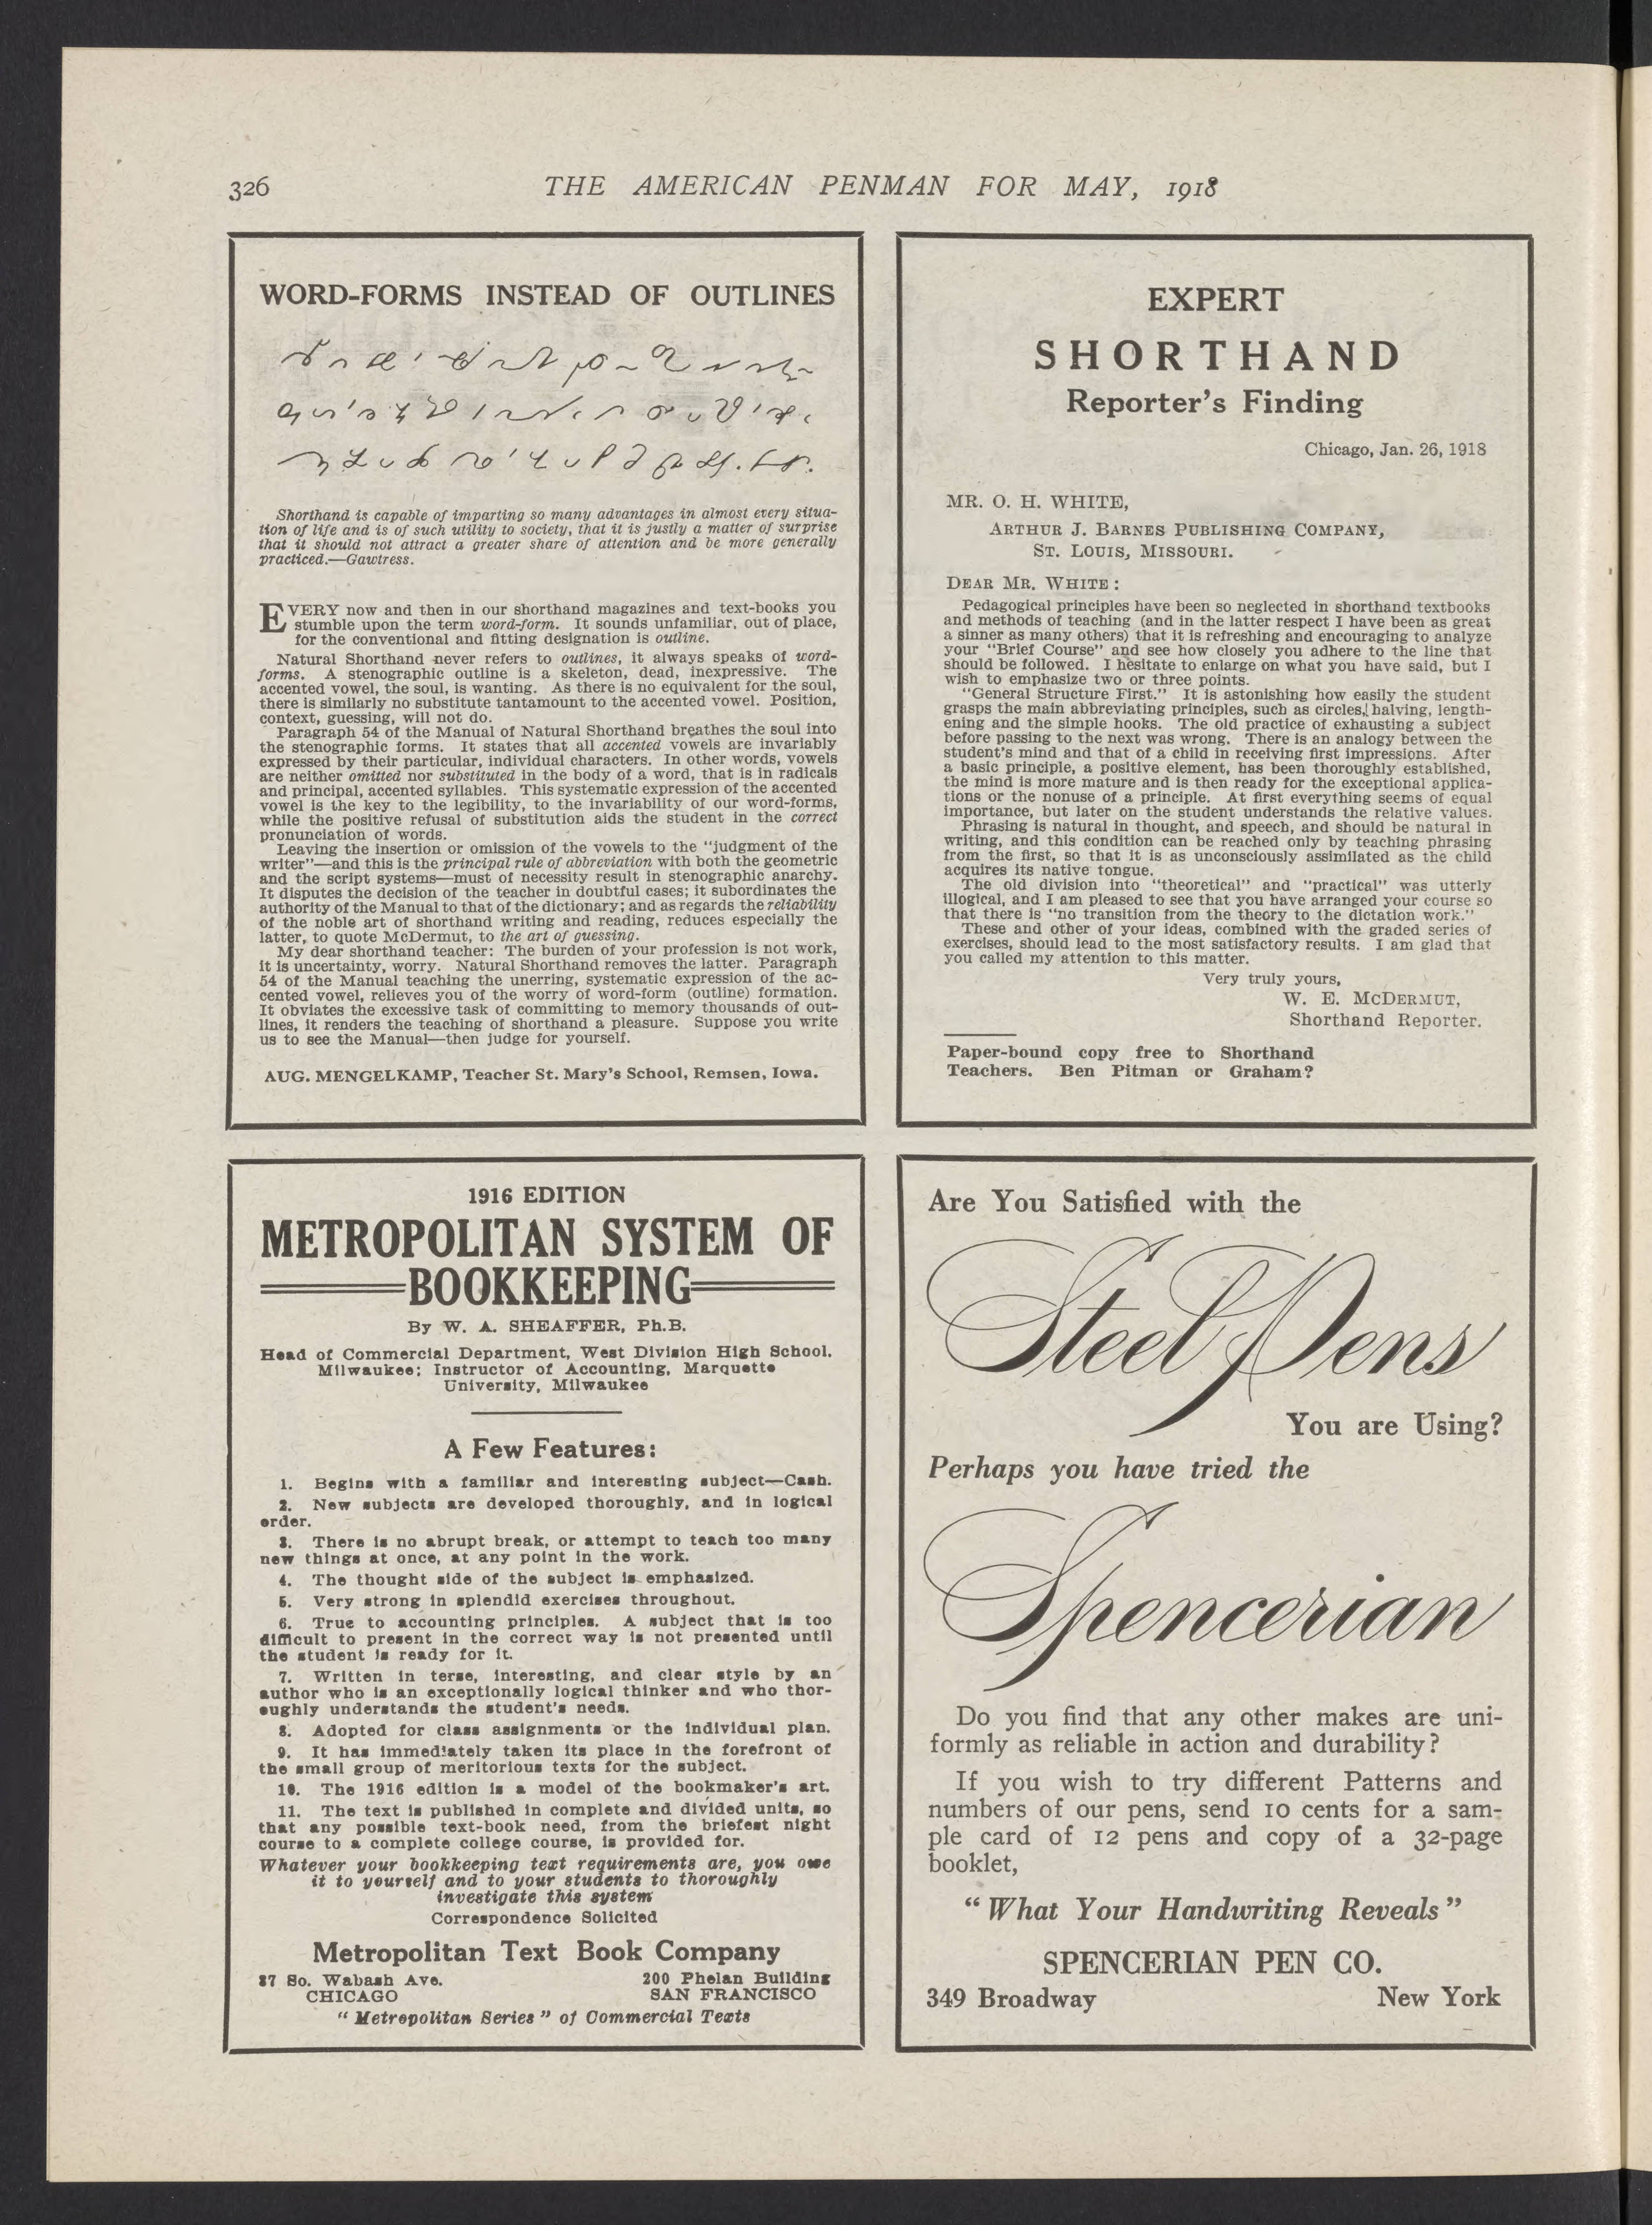 326
THE AMERICAN PENMAN FOR MAY, 1918
WORD-FORMS INSTEAD OF OUTLINES
Shorthand is capable of imparting so many advantages in almost every situa-
tion of life and is of such utility to society, that it is justly a matter of surprise
that it should not attract a greater share of attention and be more generally
practiced.—Gawtress.
EVERY now and then in our shorthand magazines and text-books you
stumble upon the term word-form. It sounds unfamiliar, out of place,
for the conventional and fitting designation is outline.
Natural Shorthand never refers to outlines, it always speaks of word-
forms. A stenographic outline is a skeleton, dead, inexpressive. The
accented vowel, the soul, is wanting. As there is no equivalent for the soul,
there is similarly no substitute tantamount to the accented vowel. Position,
context, guessing, will not do.
Paragraph 54 of the Manual of Natural Shorthand breathes the soul into
the stenographic forms. It states that all accented vowels are invariably
expressed by their particular, individual characters. In other words, vowels
are neither omitted nor substituted in the body of a word, that is in radicals
and principal, accented syllables. This systematic expression of the accented
vowel is the key to the legibility, to the invariability of our word-forms,
while the positive refusal of substitution aids the student in the correct
pronunciation of words.
Leaving the insertion or omission of the vowels to the "judgment of the
writer"—and this is the principal rule of abbreviation with both the geometric
and the script systems—must of necessity result in stenographic anarchy.
It disputes the decision of the teacher in doubtful cases; it subordinates the
authority of the Manual to that of the dictionary; and as regards the reliability
of the noble art of shorthand writing and reading, reduces especially the
latter, to quote McDermut, to the art of guessing.
My dear shorthand teacher: The burden of your profession is not work,
it is uncertainty, worry. Natural Shorthand removes the latter. Paragraph
54 of the Manual teaching the unerring, systematic expression of the ac-
cented vowel, relieves you of the worry of word-form (outline) formation.
It obviates the excessive task of committing to memory thousands of out-
lines, it renders the teaching of shorthand a pleasure. Suppose you write
us to see the Manual—then judge for yourself.
AUG. MENGELKAMP, Teacher St. Mary's School, Remsen, Iowa.
EXPERT
SHORTHAND
Reporter's Finding
Chicago, Jan. 26, 1918
MR. O. H. WHITE,
ARTHUR J. BARNES PUBLISHING COMPANY,
ST. LOUIS, MISSOURI.
DEAR MR. WHITE:
Pedagogical principles have been so neglected in shorthand textbooks
and methods of teaching (and in the latter respect I have been as great
a sinner as many others) that it is refreshing and encouraging to analyze
your "Brief Course" and see how closely you adhere to the line that
should be followed. I hesitate to enlarge on what you have said, but I
wish to emphasize two or three points.
"General Structure First." It is astonishing how easily the student
grasps the main abbreviating principles, such as circles, halving, length-
ening and the simple hooks. The old practice of exhausting a subject
before passing to the next was wrong. There is an analogy between the
student's mind and that of a child in receiving first impressions. After
a basic principle, a positive element, has been thoroughly established,
the mind is more mature and is then ready for the exceptional applica-
tions or the nonuse of a principle. At first everything seems of equal
importance, but later on the student understands the relative values.
Phrasing is natural in thought, and speech, and should be natural in
writing, and this condition can be reached only by teaching phrasing
from the first, so that it is as unconsciously assimilated as the child
acquires its native tongue.
The old division into "theoretical" and "practical" was utterly
illogical, and I am pleased to see that you have arranged your course so
that there is "no transition from the theory to the dictation work."
These and other of your ideas, combined with the graded series of
exercises, should lead to the most satisfactory results. I am glad that
you called my attention to this matter.
Very truly yours,
W. E. MCDERMUT,
Shorthand Reporter.
Paper-bound copy free to Shorthand
Teachers. Ben Pitman or Graham?
1916 EDITION
METROPOLITAN SYSTEM OF
BOOKKEEPING
By W. A. SHEAFFER, Ph.B.
Head of Commercial Department, West Division High School,
Milwaukee; Instructor of Accounting, Marquette
University, Milwaukee
A Few Features:
1. Begins with a familiar and interesting subject—Cash.
2. New subjects are developed thoroughly, and in logical
order.
3. There is no abrupt break, or attempt to teach too many
new things at once, at any point in the work.
4. The thought side of the subject is emphasized.
5. Very strong in splendid exercises throughout.
6. True to accounting principles. A subject that is too
difficult to present in the correct way is not presented until
the student is ready for it.
7. Written in terse, interesting, and clear style by an
author who is an exceptionally logical thinker and who thor-
oughly understands the student's needs.
8. Adopted for class assignments or the individual plan.
9. It has immediately taken its place in the forefront of
the small group of meritorious texts for the subject.
10. The 1916 edition is a model of the bookmaker's art.
11. The text is published in complete and divided units, so
that any possible text-book need, from the briefest night
course to a complete college course, is provided for.
Whatever your bookkeeping text requirements are, you owe
it to yourself and to your students to thoroughly
investigate this system
Correspondence Solicited
Metropolitan Text Book Company
37 So. Wabash Ave. 200 Phelan Building
CHICAGO SAN FRANCISCO
"Metropolitan Series" of Commercial Texts
Are You Satisfied with the
Steel Pens
You are Using?
Perhaps you have tried the
Spencerian
Do you find that any other makes are uni-
formly as reliable in action and durability?
If you wish to try different Patterns and
numbers of our pens, send 10 cents for a sam-
ple card of 12 pens and copy of a 32-page
booklet,
"What Your Handwriting Reveals"
SPENCERIAN PEN CO.
349 Broadway New York